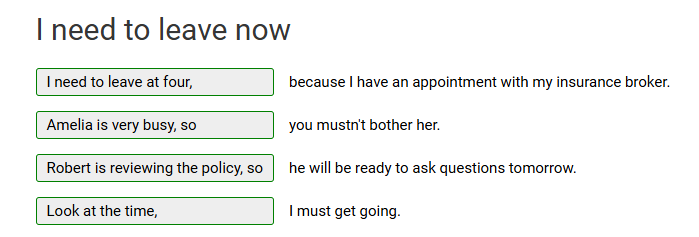 I need to leave now
I need to leave at four, because I have an appointment with my insurance broker.
Amelia is very busy, so you mustn't bother her.
Robert is reviewing the policy, so he will be ready to ask questions tomorrow.
Look at the time, I must get going.